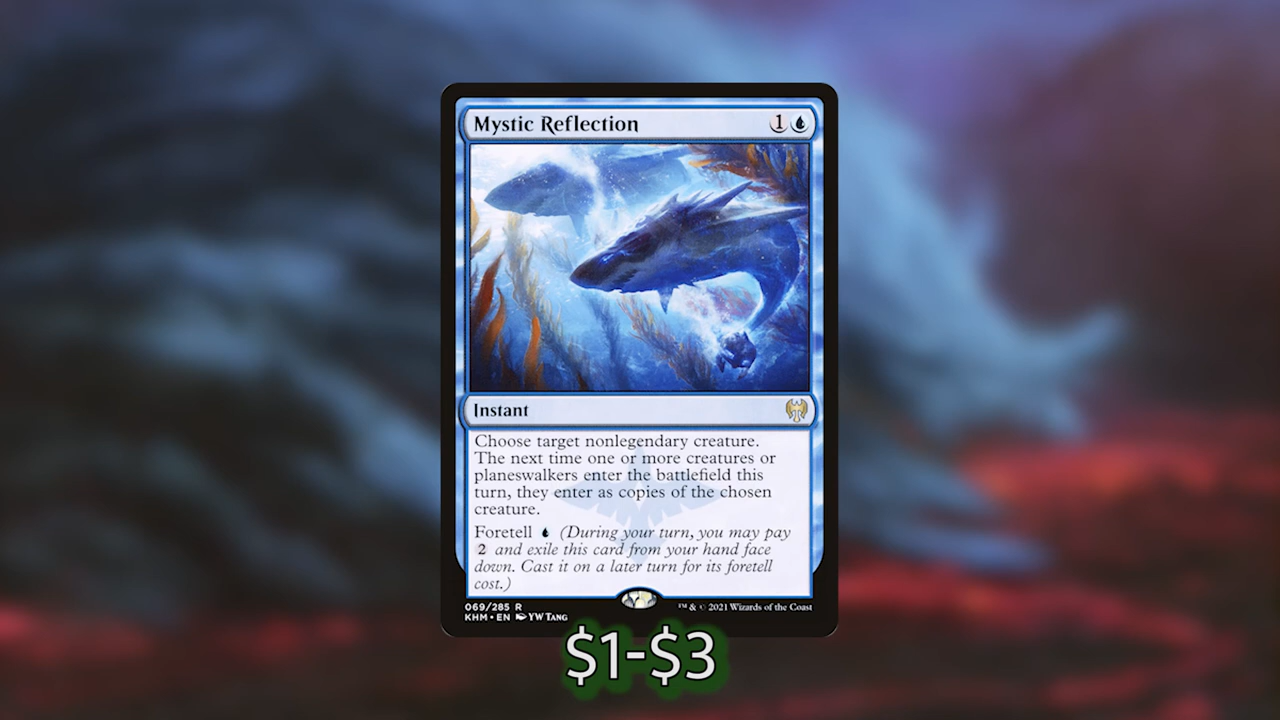 Mystic Reflection 1
Instant
Choose target nonlegendary creature.
The next time one or more creatures or
planeswalkers enter the battlefield this
turn, they enter as copies of the chosen
creature.
Foretell (During your turn, you may pay
2 and exile this card from your hand face
down. Cast it on a later turn for its foretell
cost.)
069/285 R
KHM • EN YW TANG
™ & © 2021 Wizards of the Coast
$1-$3